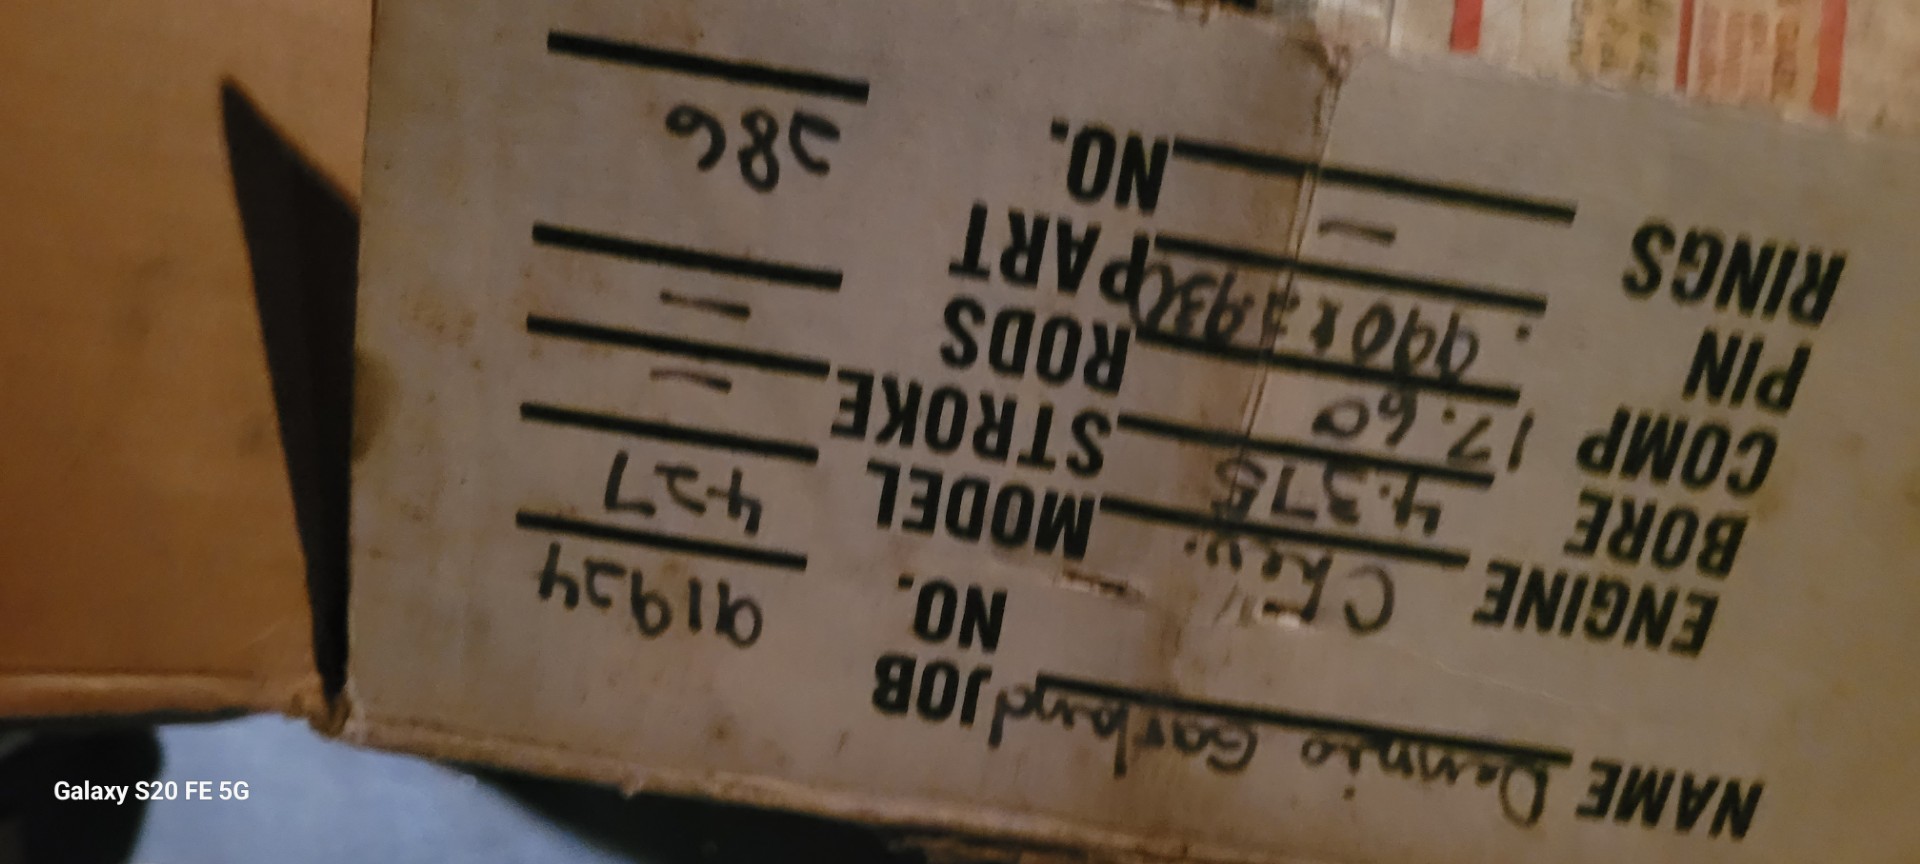 NAME Dennis Garland JOB NO. 91924
ENGINE Chev. MODEL 427
BORE 4.375 STROKE —
COMP 17.60 RODS —
PIN .990 x 2.930 PART NO. 286
RINGS —
Galaxy S20 FE 5G